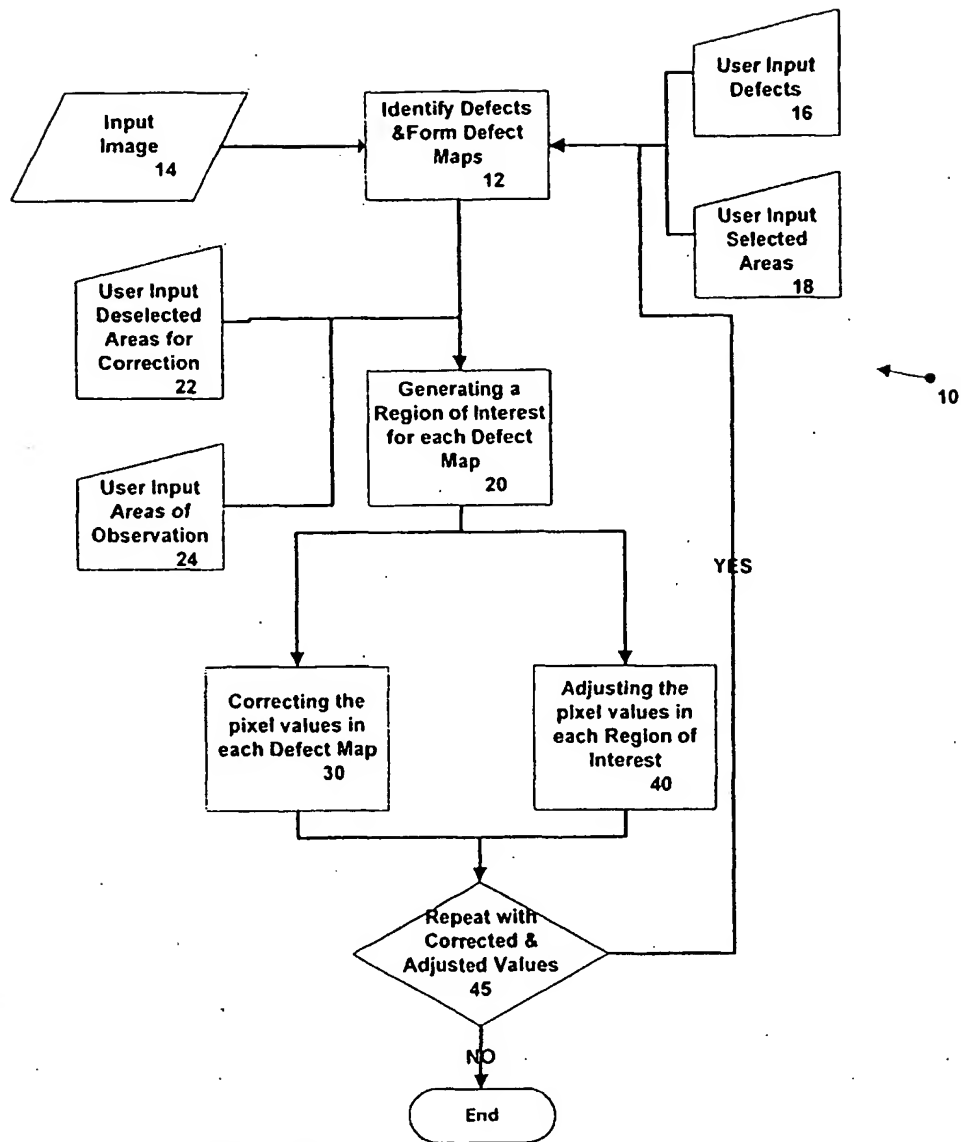 User Input
Defects
16
Input
Image
14
Identify Defects
&Form Defect
Maps
12
User Input
Selected
Areas
18
User Input
Deselected
Areas for
Correction
22
Generating a
Region of Interest
for each Defect
Map
20
10
User Input
Areas of
Observation
24
YES
Correcting the
pixel values in
each Defect Map
30
Adjusting the
pixel values in
each Region of
Interest
40
Repeat with
Corrected &
Adjusted Values
45
NO
End